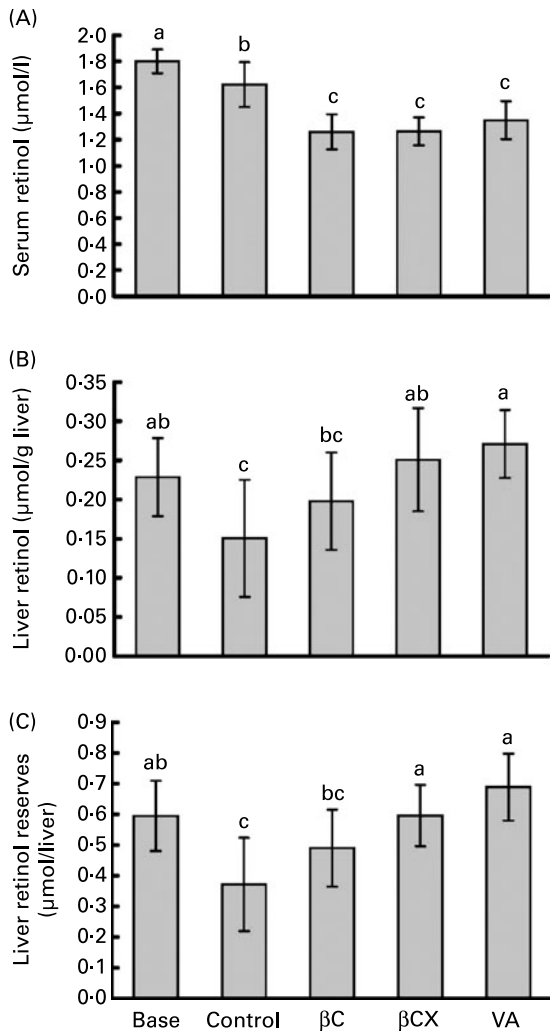 (A)
Serum retinol (μmol/l)
2·0
1·8
1·6
1·4
1·2
1·0
0·8
0·6
0·4
0·2
0·0
a
b
c
c
c
(B)
Liver retinol (μmol/g liver)
0·35
0·30
0·25
0·20
0·15
0·10
0·05
0·00
ab
c
bc
ab
a
(C)
Liver retinol reserves
(μmol/liver)
0·9
0·8
0·7
0·6
0·5
0·4
0·3
0·2
0·1
0·0
ab
c
bc
a
a
Base Control βC βCX VA